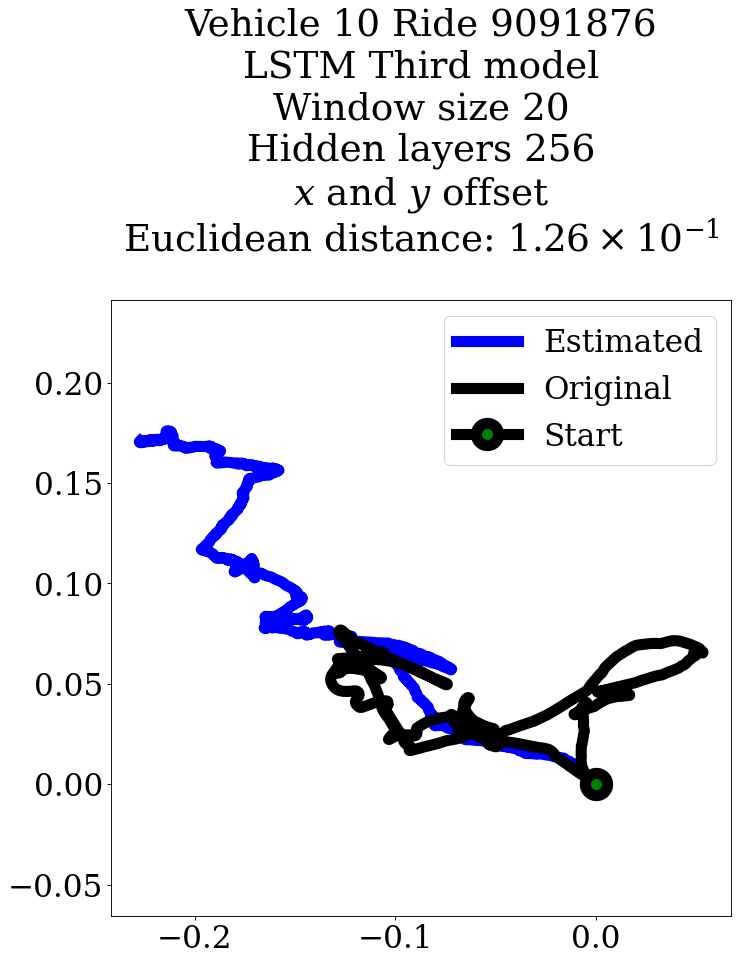 Vehicle 10 Ride 9091876
LSTM Third model
Window size 20
Hidden layers 256
x and y offset
Euclidean distance: 1.26 × 10⁻¹
Estimated
Original
Start
0.20
0.15
0.10
0.05
0.00
−0.05
−0.2
−0.1
0.0